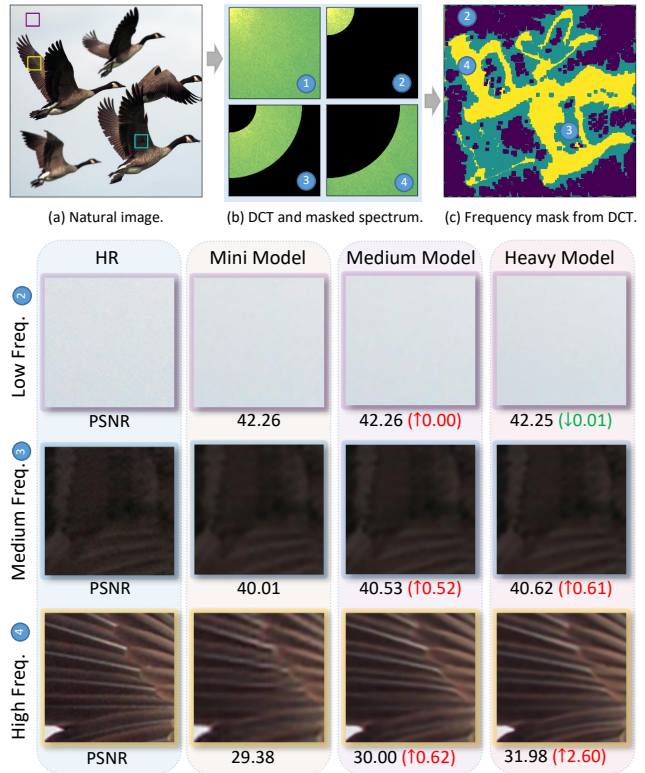 1
2
3
4
2
4
3
(a) Natural image.
(b) DCT and masked spectrum.
(c) Frequency mask from DCT.
HR
Mini Model
Medium Model
Heavy Model
Low Freq. 2
PSNR
42.26
42.26 (↑0.00)
42.25 (↓0.01)
Medium Freq. 3
PSNR
40.01
40.53 (↑0.52)
40.62 (↑0.61)
High Freq. 4
PSNR
29.38
30.00 (↑0.62)
31.98 (↑2.60)